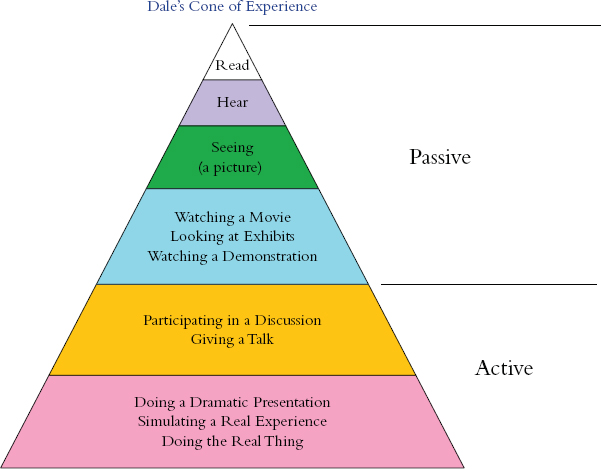 Dale's Cone of Experience
Read
Hear
Seeing
(a picture)
Passive
Watching a Movie
Looking at Exhibits
Watching a Demonstration
Participating in a Discussion
Giving a Talk
Active
Doing a Dramatic Presentation
Simulating a Real Experience
Doing the Real Thing